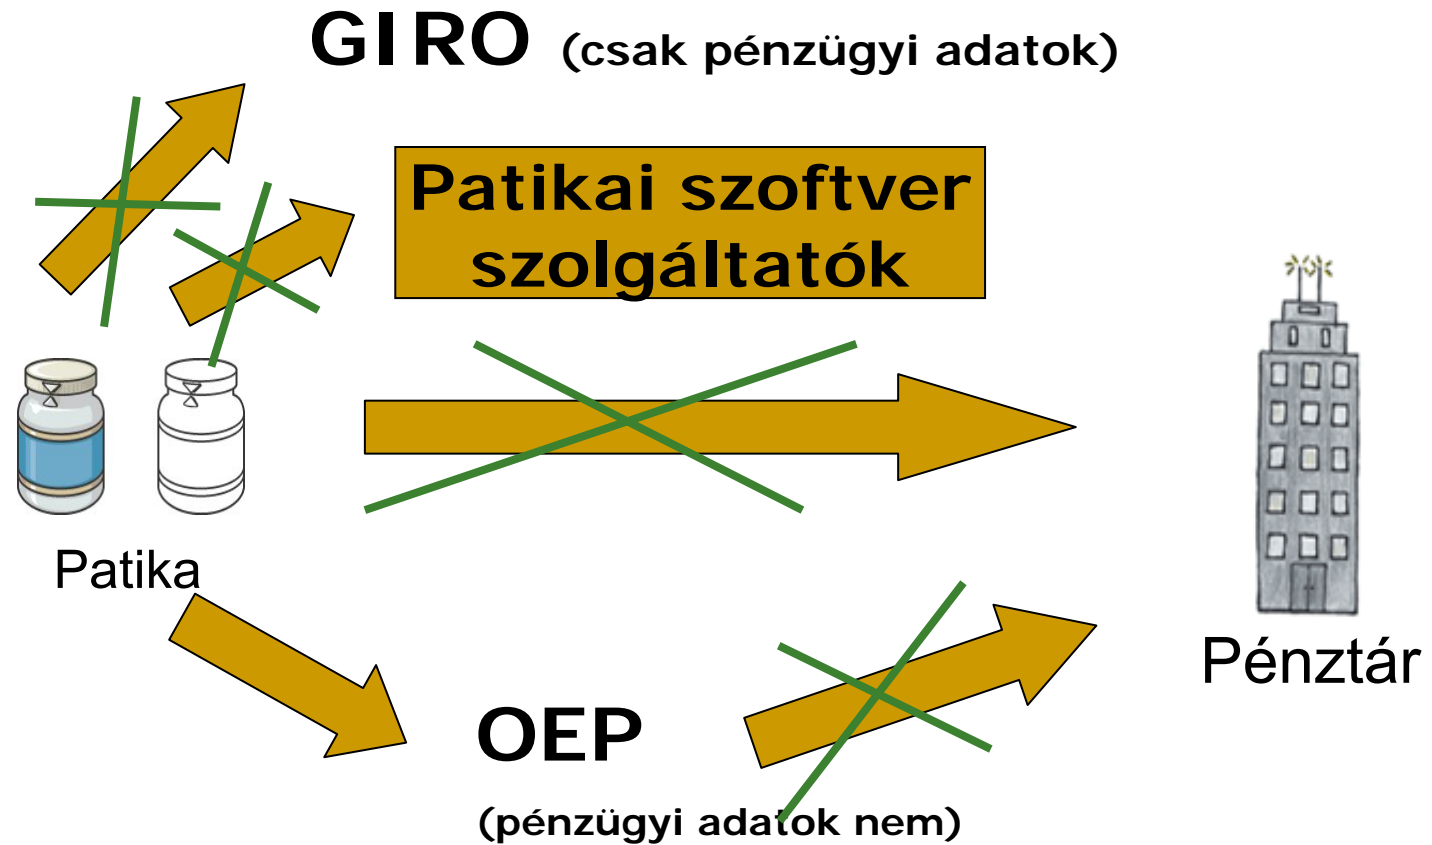 GIRO (csak pénzügyi adatok)
Patikai szoftver
szolgáltatók
Patika
Pénztár
OEP
(pénzügyi adatok nem)